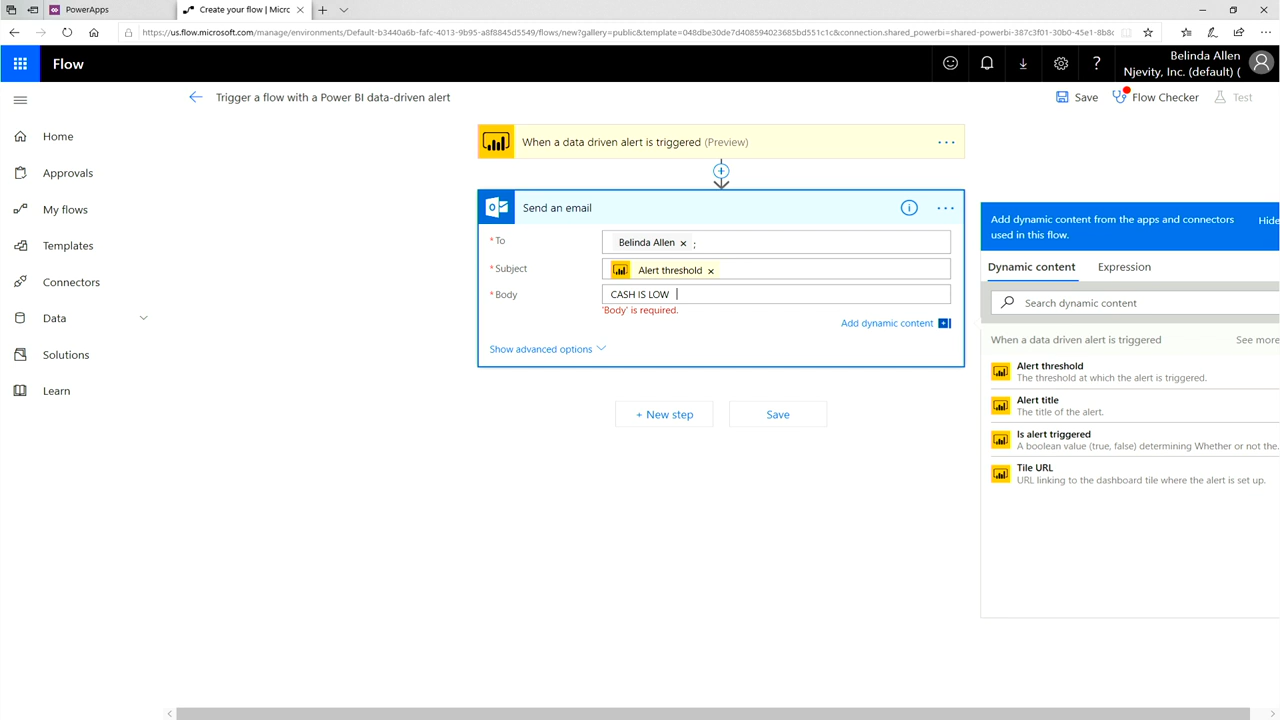 PowerApps
Create your flow | Micrc
https://us.flow.microsoft.com/manage/environments/Default-b3440a6b-fafc-4013-9b95-a8f8845d5549/flows/new?gallery=public&template=048dbe30de7d408594023685bd551c1c&connection.shared_powerbi=shared-powerbi-387c3f01-30b0-45e1-8b8c
Flow
?
Belinda Allen
Njevity, Inc. (default) (
Trigger a flow with a Power BI data-driven alert
Save
Flow Checker
Test
Home
Approvals
My flows
Templates
Connectors
Data
Solutions
Learn
When a data driven alert is triggered (Preview)
Send an email
* To
Belinda Allen × ;
* Subject
Alert threshold ×
* Body
CASH IS LOW
'Body' is required.
Add dynamic content
Show advanced options
+ New step
Save
Add dynamic content from the apps and connectors
used in this flow.
Hide
Dynamic content
Expression
Search dynamic content
When a data driven alert is triggered
See more
Alert threshold
The threshold at which the alert is triggered.
Alert title
The title of the alert.
Is alert triggered
A boolean value (true, false) determining Whether or not the...
Tile URL
URL linking to the dashboard tile where the alert is set up.